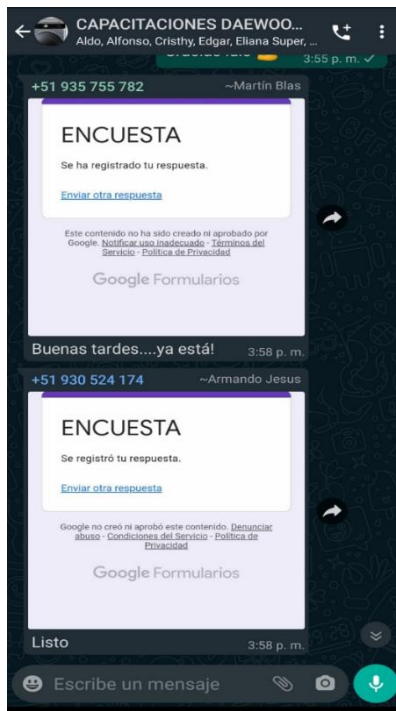 CAPACITACIONES DAEWOO...
Aldo, Alfonso, Cristhy, Edgar, Eliana Super, ...
3:55 p. m.
+51 935 755 782 ~Martín Blas
ENCUESTA
Se ha registrado tu respuesta.
Enviar otra respuesta
Este contenido no ha sido creado ni aprobado por
Google. Notificar uso inadecuado - Términos del
Servicio - Política de Privacidad
Google Formularios
Buenas tardes....ya está! 3:58 p. m.
+51 930 524 174 ~Armando Jesus
ENCUESTA
Se registró tu respuesta.
Enviar otra respuesta
Google no creó ni aprobó este contenido. Denunciar
abuso - Condiciones del Servicio - Política de
Privacidad
Google Formularios
Listo 3:58 p. m.
Escribe un mensaje